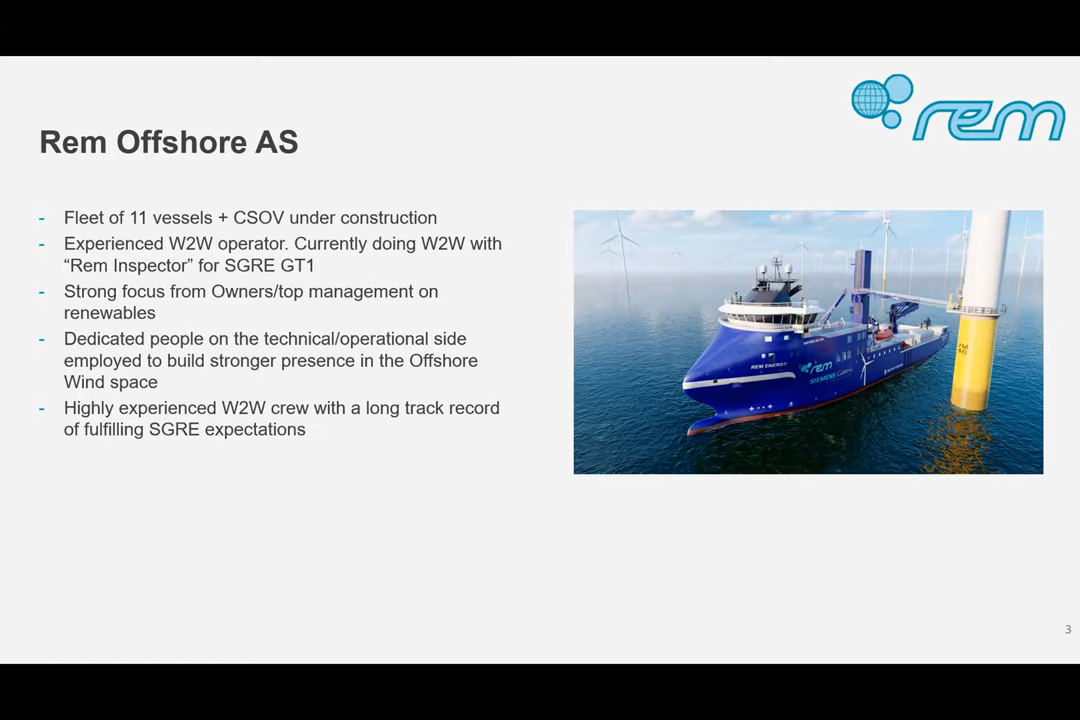 rem
Rem Offshore AS
- Fleet of 11 vessels + CSOV under construction
- Experienced W2W operator. Currently doing W2W with
“Rem Inspector” for SGRE GT1
- Strong focus from Owners/top management on
renewables
- Dedicated people on the technical/operational side
employed to build stronger presence in the Offshore
Wind space
- Highly experienced W2W crew with a long track record
of fulfilling SGRE expectations
REM ENERGY
rem
SIEMENS Gamesa
3